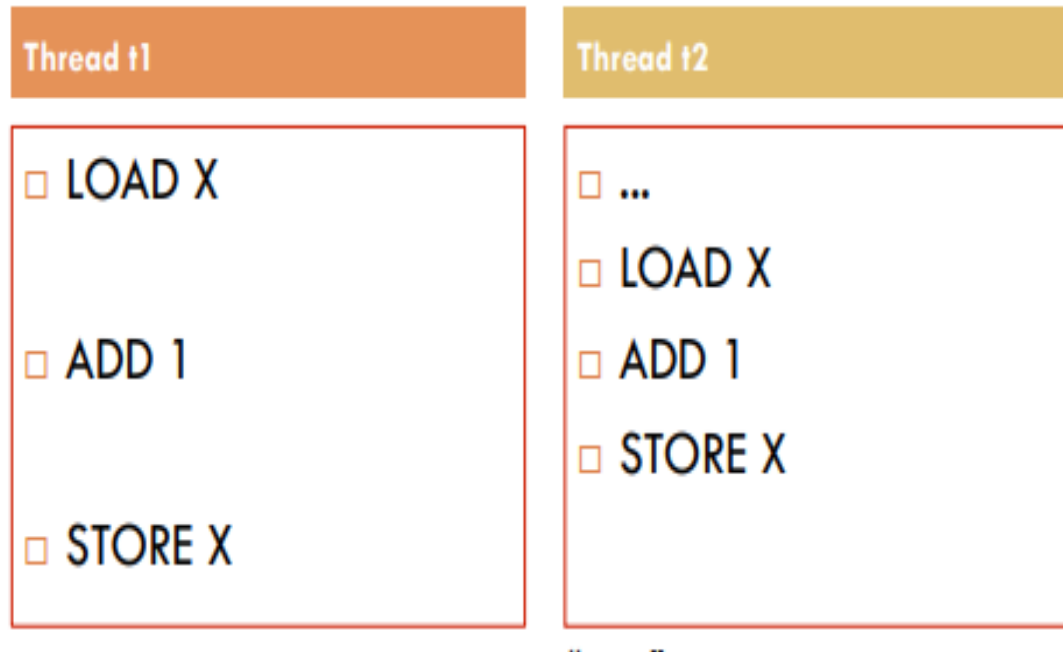 Thread t1
LOAD X
ADD 1
STORE X
Thread t2
...
LOAD X
ADD 1
STORE X